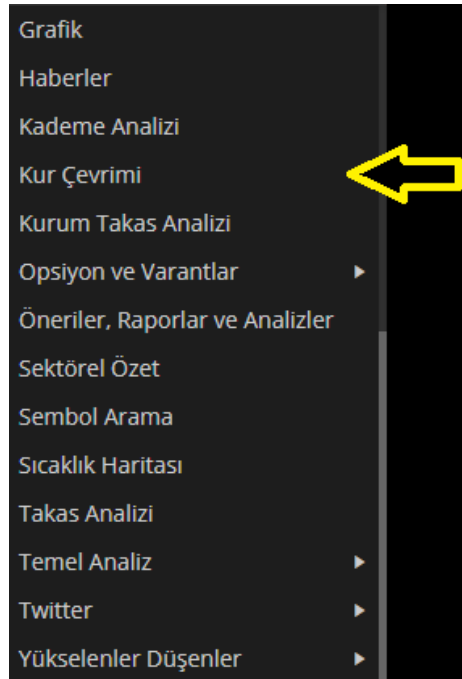 Grafik
Haberler
Kademe Analizi
Kur Çevrimi
Kurum Takas Analizi
Opsiyon ve Varantlar
Öneriler, Raporlar ve Analizler
Sektörel Özet
Sembol Arama
Sıcaklık Haritası
Takas Analizi
Temel Analiz
Twitter
Yükselenler Düşenler